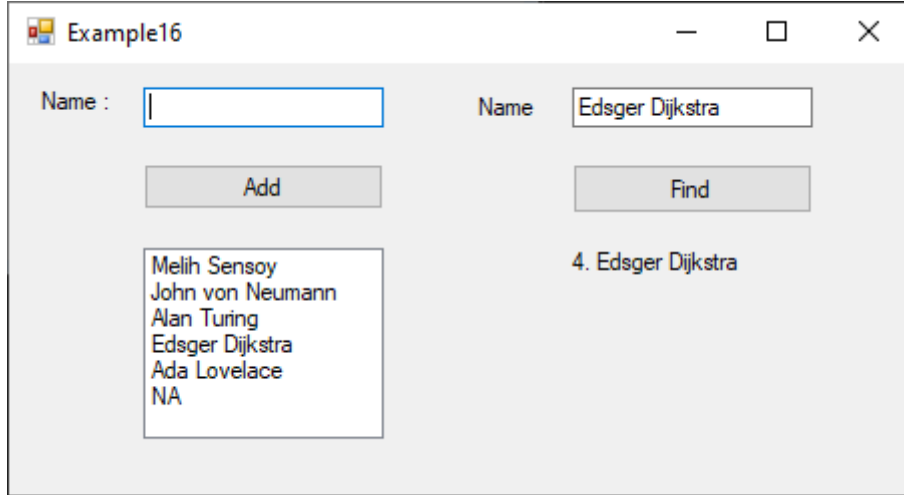 Example16
Name :
Name
Edsger Dijkstra
Add
Find
Melih Sensoy
John von Neumann
Alan Turing
Edsger Dijkstra
Ada Lovelace
NA
4. Edsger Dijkstra